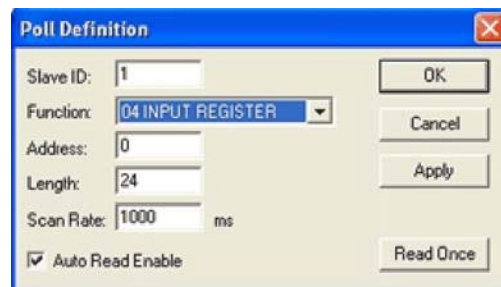 Poll Definition
Slave ID: 1
OK
Function: 04 INPUT REGISTER
Cancel
Address: 0
Length: 24
Apply
Scan Rate: 1000 ms
Auto Read Enable
Read Once